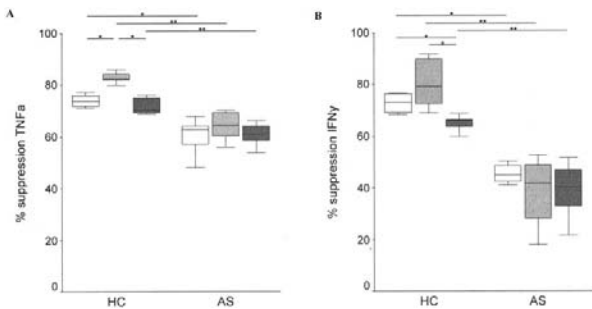 A
B
% suppression TNFa
100
80
60
40
20
0
HC
AS
*
**
**
*
*
% suppression IFNγ
100
80
60
40
20
0
HC
AS
*
**
*
**
*